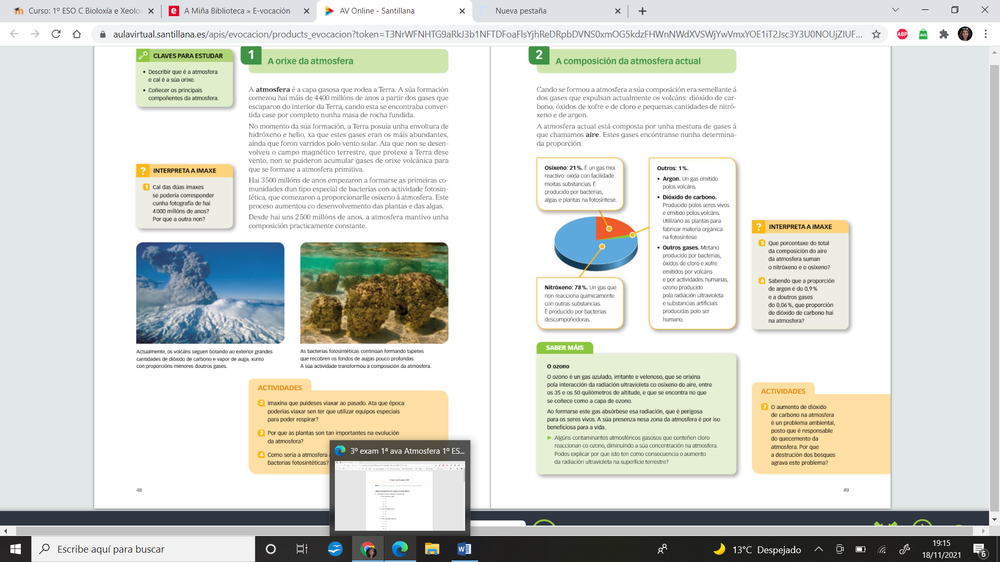 Curso: 1º ESO C Bioloxía e Xeolo
A Miña Biblioteca » E-vocación
AV Online - Santillana
Nueva pestaña
aulavirtual.santillana.es/apis/evocacion/products_evocacion?token=
ABP
AVG
CLAVES PARA ESTUDAR
• Describir que é a atmosfera
e cal é a súa orixe.
• Coñecer os principais
compoñentes da atmosfera.
1
A orixe da atmosfera
A atmosfera é a capa gasosa que rodea a Terra. A súa formación
comezou hai máis de 4400 millóns de anos a partir dos gases que
escaparon do interior da Terra, cando esta se encontraba conver-
tida case por completo nunha masa de rocha fundida.
No momento da súa formación, a Terra posuía unha envoltura de
hidróxeno e helio, xa que estes gases eran os máis abundantes,
aínda que foron varridos polo vento solar. Ata que non se desen-
volveu o campo magnético terrestre, que protexe a Terra dese
vento, non se puideron acumular gases de orixe volcánica para
que se formase a atmosfera primitiva.
Hai 3500 millóns de anos empezaron a formarse as primeiras co-
munidades dun tipo especial de bacterias con actividade fotosin-
tética, que comezaron a proporcionarlle osíxeno á atmosfera. Este
proceso aumentou co desenvolvemento das plantas e das algas.
Desde hai uns 2500 millóns de anos, a atmosfera mantivo unha
composición practicamente constante.
? INTERPRETA A IMAXE
1 Cal das dúas imaxes
se podería corresponder
cunha fotografía de hai
4000 millóns de anos?
Por que a outra non?
Actualmente, os volcáns seguen botando ao exterior grandes
cantidades de dióxido de carbono e vapor de auga, xunto
con proporcións menores doutros gases.
As bacterias fotosintéticas continúan formando tapetes
que recobren os fondos de augas pouco profundas.
A súa actividade transformou a composición da atmosfera.
ACTIVIDADES
2 Imaxina que puideses viaxar ao pasado. Ata que época
poderías viaxar sen ter que utilizar equipos especiais
para poder respirar?
3 Por que as plantas son tan importantes na evolución
da atmosfera?
4 Como sería a atmosfera
bacterias fotosintéticas?
48
2
A composición da atmosfera actual
Cando se formou a atmosfera a súa composición era semellante á
dos gases que expulsan actualmente os volcáns: dióxido de car-
bono, óxidos de xofre e de cloro e pequenas cantidades de nitró-
xeno e de argon.
A atmosfera actual está composta por unha mestura de gases á
que chamamos aire. Estes gases encóntranse nunha determina-
da proporción.
Osíxeno: 21 %. É un gas moi
reactivo: oxida con facilidade
moitas substancias. É
producido por bacterias,
algas e plantas na fotosíntese.
Nitróxeno: 78 %. Un gas que
non reacciona quimicamente
con outras substancias.
É producido por bacterias
descompoñedoras.
Outros: 1 %.
• Argon. Un gas emitido
polos volcáns.
• Dióxido de carbono.
Producido polos seres vivos
e emitido polos volcáns.
Utilízano as plantas para
fabricar materia orgánica
na fotosíntese.
• Outros gases. Metano
producido por bacterias,
óxidos de cloro e xofre
emitidos por volcáns
e por actividades humanas,
ozono producido
pola radiación ultravioleta
e substancias artificiais
producidas polo ser
humano.
? INTERPRETA A IMAXE
5 Que porcentaxe do total
da composición do aire
da atmosfera suman
o nitróxeno e o osíxeno?
6 Sabendo que a proporción
de argon é do 0,9 %
e a doutros gases
do 0,06 %, que proporción
de dióxido de carbono hai
na atmosfera?
SABER MÁIS
O ozono
O ozono é un gas azulado, irritante e velenoso, que se orixina
pola interacción da radiación ultravioleta co osíxeno do aire, entre
os 35 e os 50 quilómetros de altitude, e que se encontra no que
se coñece como a capa de ozono.
Ao formarse este gas absórbese esa radiación, que é perigosa
para os seres vivos. A súa presenza nesa zona da atmosfera é por iso
beneficiosa para a vida.
▶ Algúns contaminantes atmosféricos gasosos que conteñen cloro
reaccionan co ozono, diminuíndo a súa concentración na atmosfera.
Podes explicar por que isto ten como consecuencia o aumento
da radiación ultravioleta na superficie terrestre?
ACTIVIDADES
7 O aumento de dióxido
de carbono na atmosfera
é un problema ambiental,
posto que é responsable
do quecemento da
atmosfera. Por que
a destrución dos bosques
agrava este problema?
49
3º exam 1ª ava Atmosfera 1º ES...
Escribe aquí para buscar
13°C Despejado
19:15
18/11/2021
6